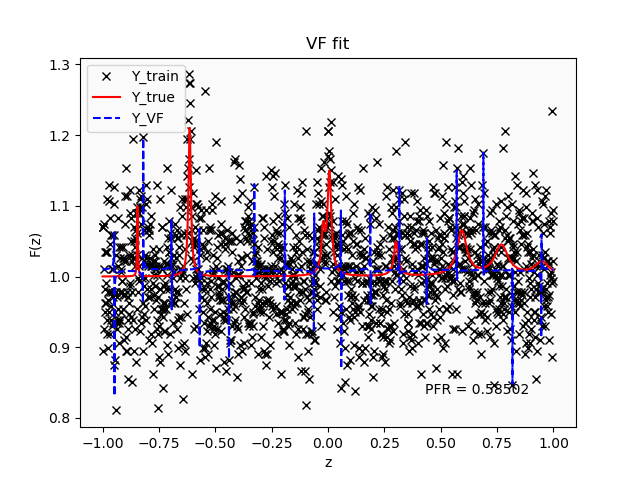 VF fit
Y_train
Y_true
Y_VF
F(z)
1.3
1.2
1.1
1.0
0.9
0.8
PFR = 0.58502
−1.00 −0.75 −0.50 −0.25 0.00 0.25 0.50 0.75 1.00
z